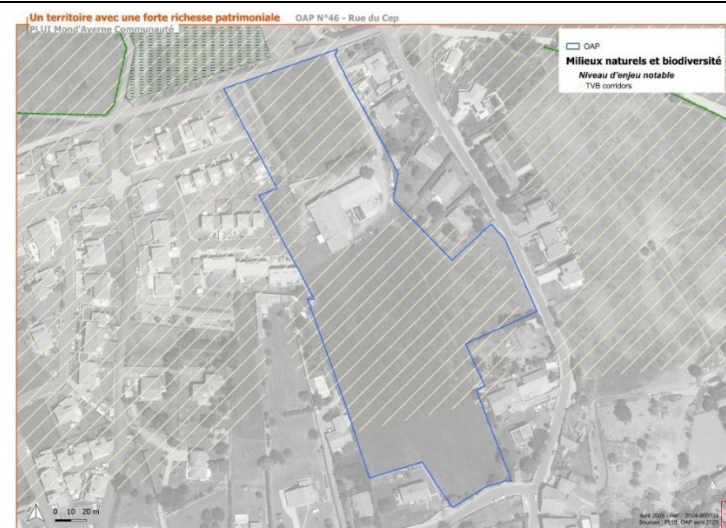 Un territoire avec une forte richesse patrimoniale OAP N°46 - Rue du Cep
PLUI Mond'Averne Communauté
OAP
Milieux naturels et biodiversité
Niveau d'enjeu notable
TVB corridors
0 10 20 m